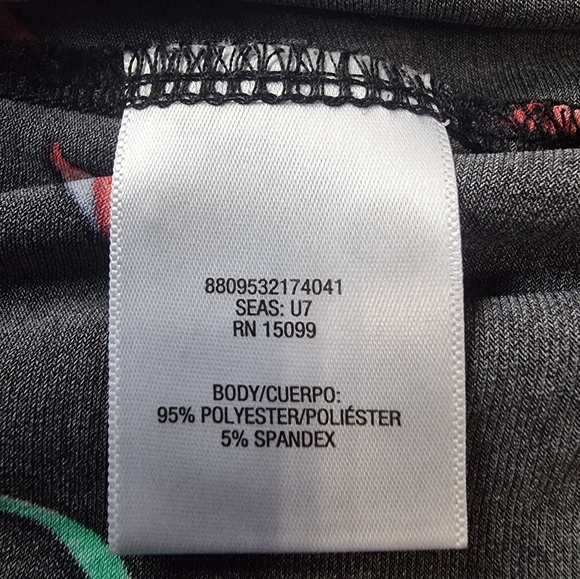 8809532174041
SEAS: U7
RN 15099
BODY/CUERPO:
95% POLYESTER/POLIÉSTER
5% SPANDEX